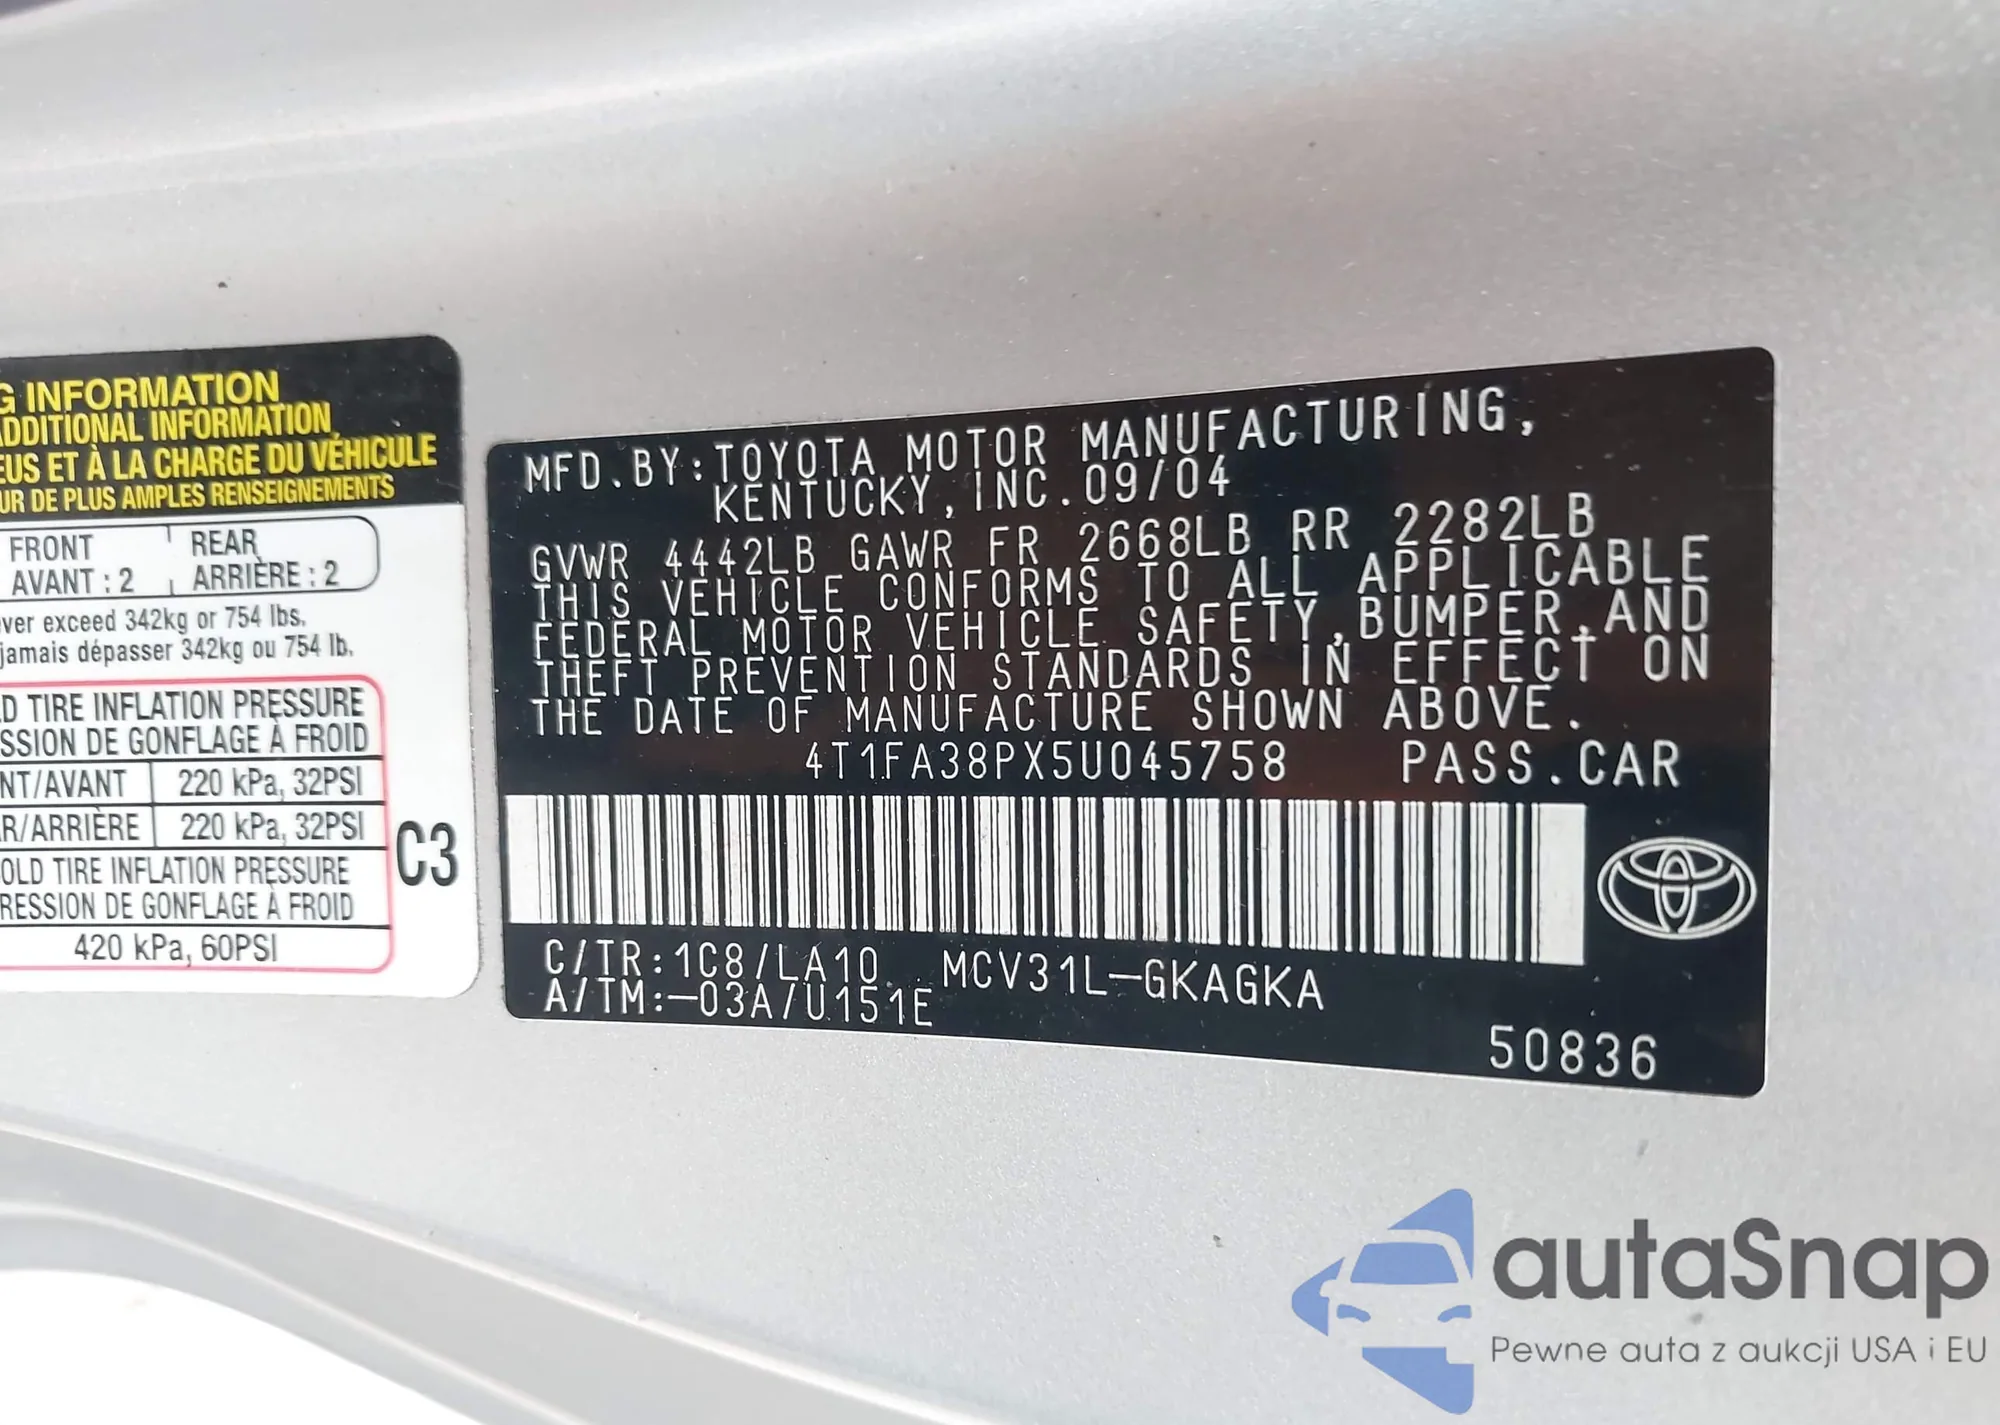 G INFORMATION
ADDITIONAL INFORMATION
EUS ET À LA CHARGE DU VÉHICULE
UR DE PLUS AMPLES RENSEIGNEMENTS
FRONT REAR
AVANT : 2 ARRIÈRE : 2
ver exceed 342kg or 754 lbs.
jamais dépasser 342kg ou 754 lb.
D TIRE INFLATION PRESSURE
SSION DE GONFLAGE À FROID
NT/AVANT 220 kPa, 32PSI
R/ARRIÈRE 220 kPa, 32PSI
OLD TIRE INFLATION PRESSURE
RESSION DE GONFLAGE À FROID
420 kPa, 60PSI
C3
MFD.BY:TOYOTA MOTOR MANUFACTURING,
KENTUCKY,INC.09/04
GVWR 4442LB GAWR FR 2668LB RR 2282LB
THIS VEHICLE CONFORMS TO ALL APPLICABLE
FEDERAL MOTOR VEHICLE SAFETY,BUMPER,AND
THEFT PREVENTION STANDARDS IN EFFECT ON
THE DATE OF MANUFACTURE SHOWN ABOVE.
4T1FA38PX5U045758 PASS.CAR
C/TR:1C8/LA10 MCV31L-GKAGKA
A/TM:-03A/U151E
50836
autaSnap
Pewne auta z aukcji USA i EU